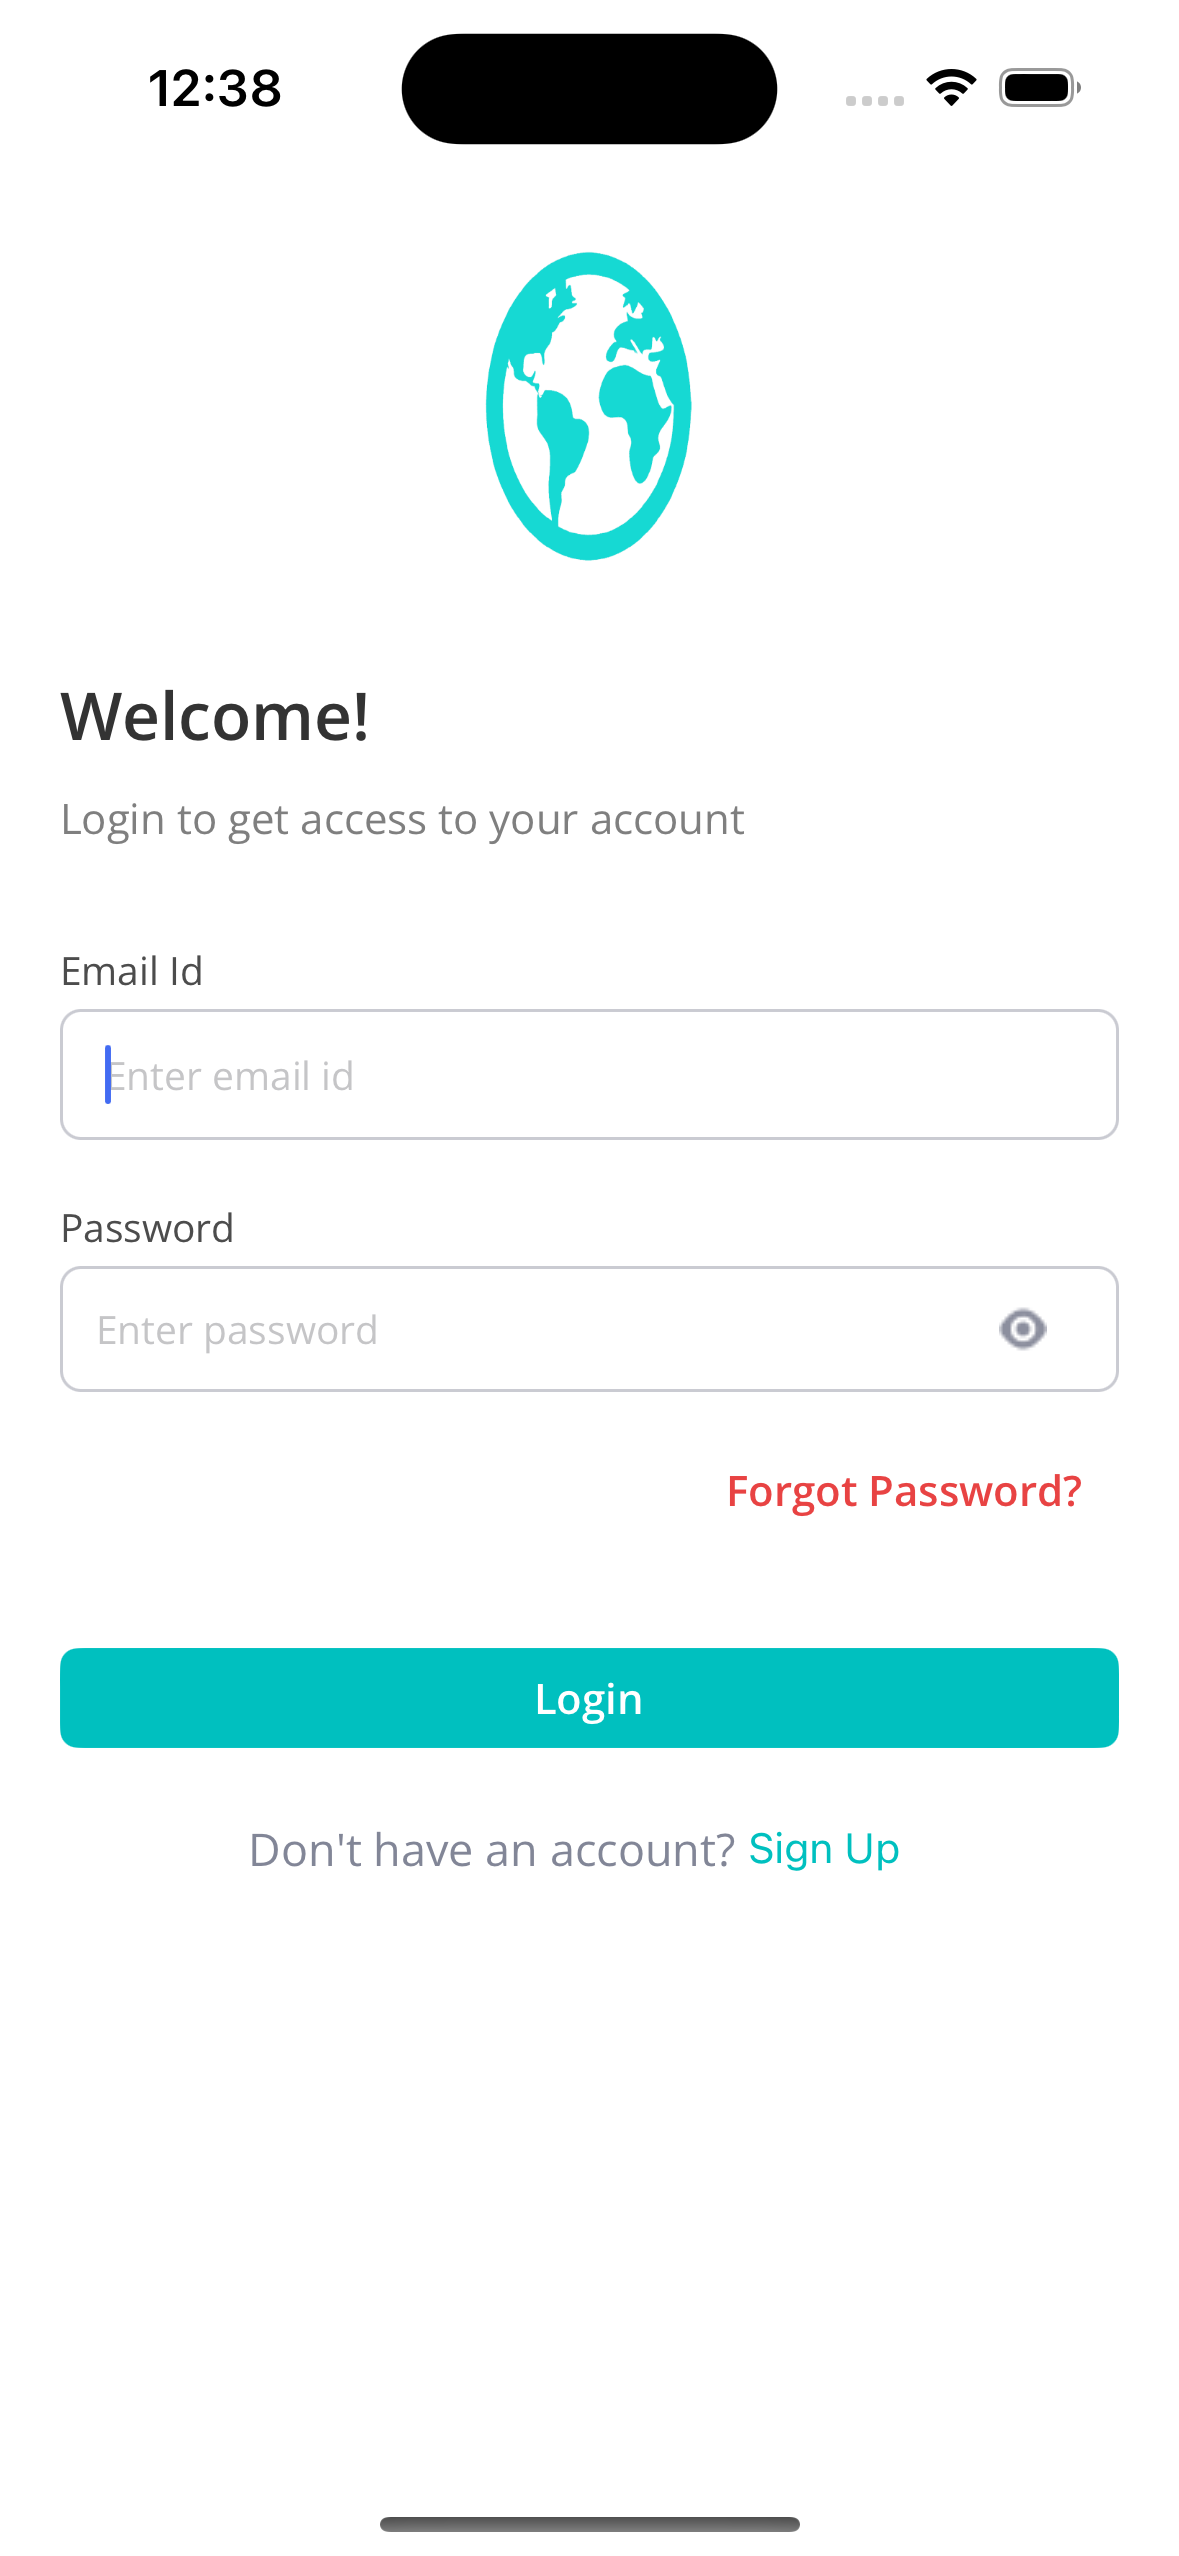 12:38
Welcome!
Login to get access to your account
Email Id
Enter email id
Password
Enter password
Forgot Password?
Login
Don't have an account? Sign Up